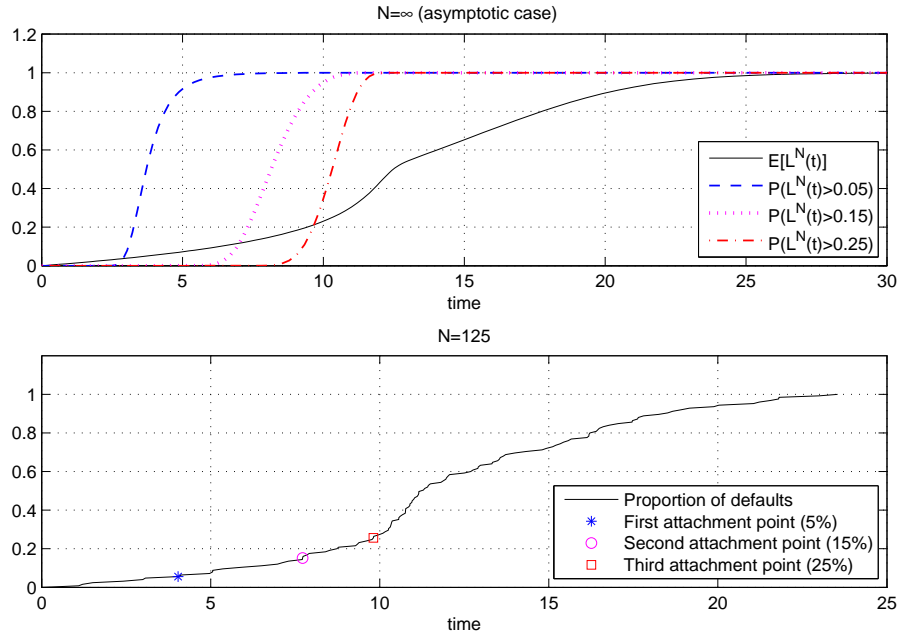 N=∞ (asymptotic case)
1.2
1
0.8
0.6
0.4
0.2
0
0 5 10 15 20 25 30
time
E[L^N(t)]
P(L^N(t)>0.05)
P(L^N(t)>0.15)
P(L^N(t)>0.25)
N=125
1
0.8
0.6
0.4
0.2
0
0 5 10 15 20 25
time
Proportion of defaults
First attachment point (5%)
Second attachment point (15%)
Third attachment point (25%)